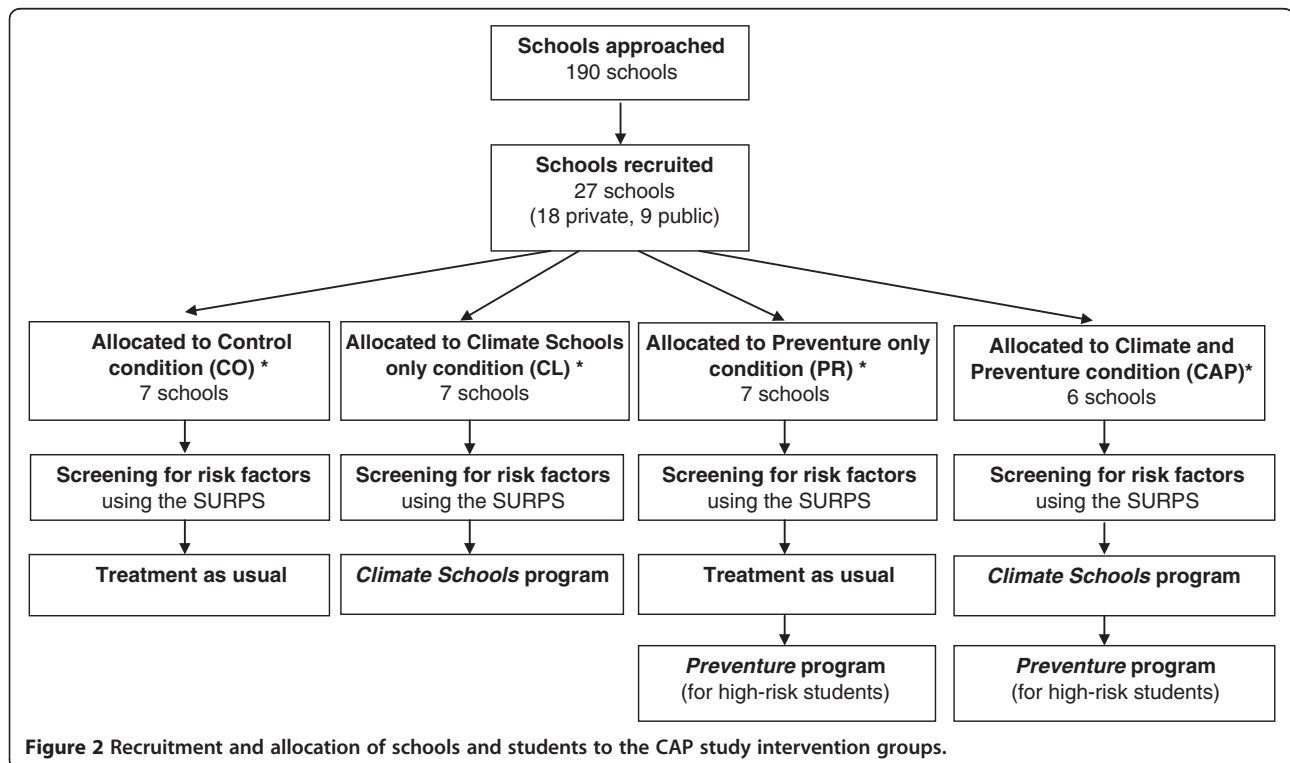 Schools approached
190 schools
Schools recruited
27 schools
(18 private, 9 public)
Allocated to Control
condition (CO) *
7 schools
Allocated to Climate Schools
only condition (CL) *
7 schools
Allocated to Preventure only
condition (PR) *
7 schools
Allocated to Climate and
Preventure condition (CAP)*
6 schools
Screening for risk factors
using the SURPS
Screening for risk factors
using the SURPS
Screening for risk factors
using the SURPS
Screening for risk factors
using the SURPS
Treatment as usual
Climate Schools program
Treatment as usual
Climate Schools program
Preventure program
(for high-risk students)
Preventure program
(for high-risk students)
Figure 2 Recruitment and allocation of schools and students to the CAP study intervention groups.